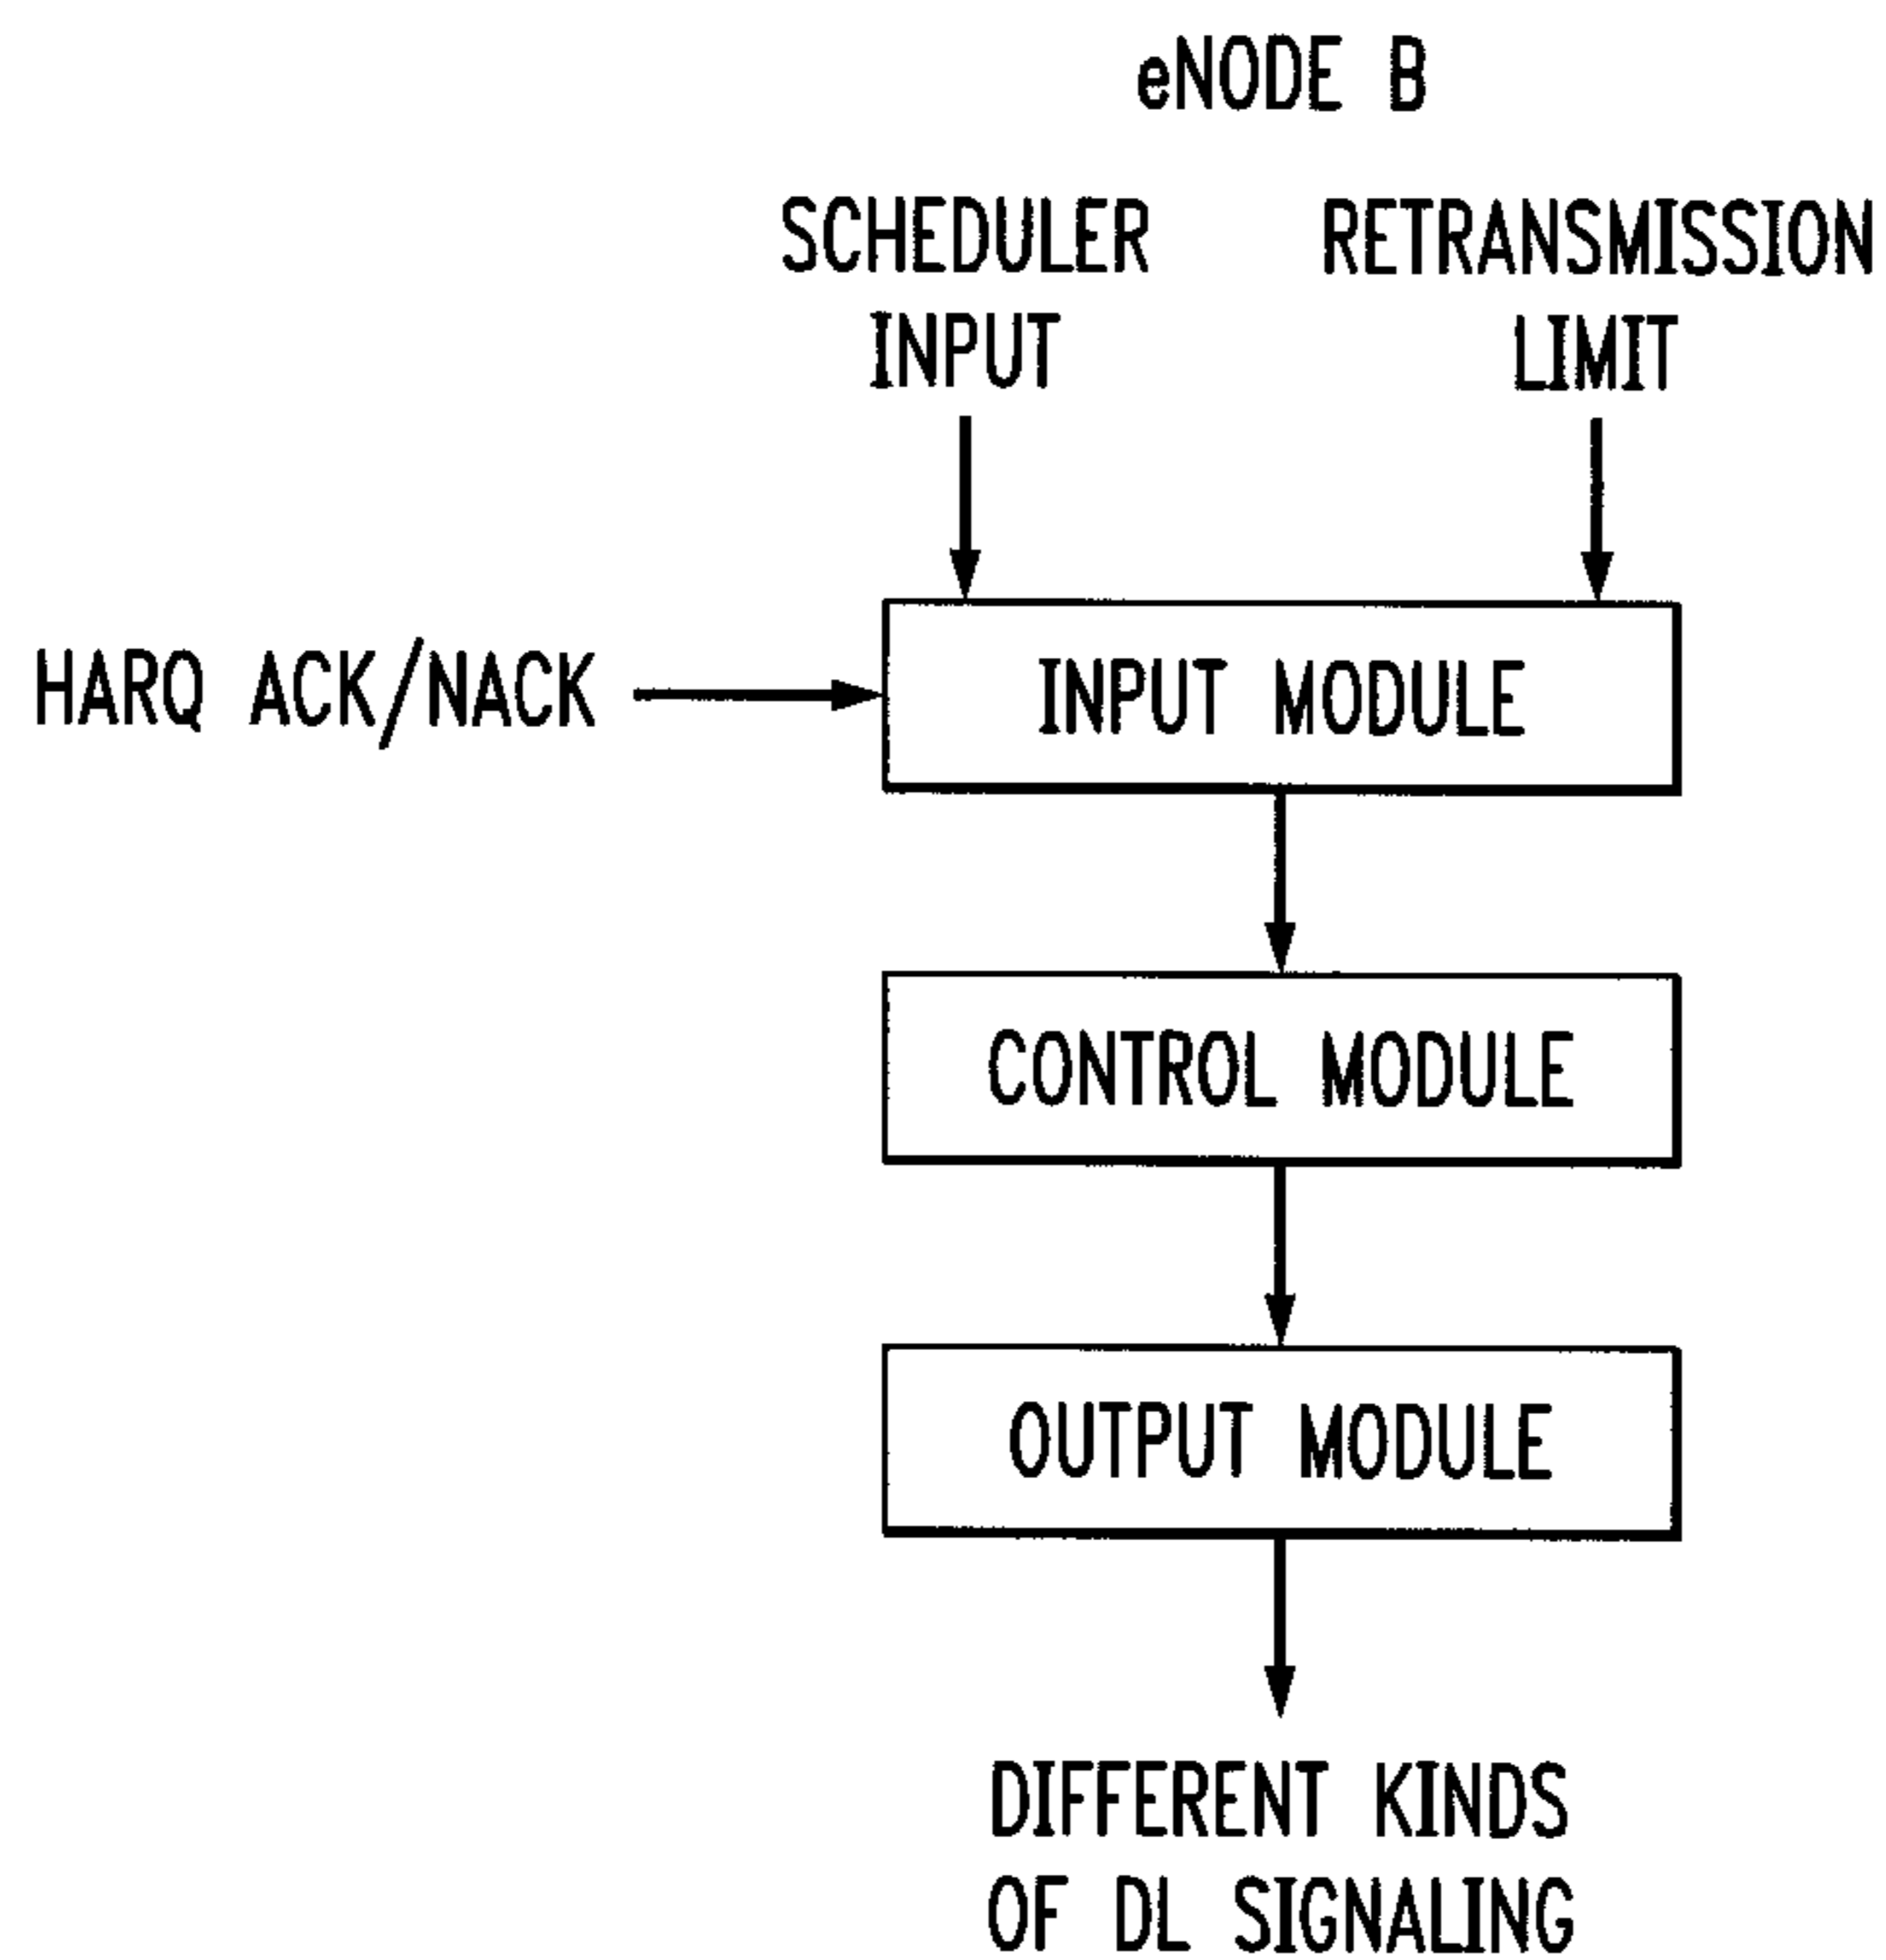 eNODE B
SCHEDULER
INPUT
RETRANSMISSION
LIMIT
HARQ ACK/NACK
INPUT MODULE
CONTROL MODULE
OUTPUT MODULE
DIFFERENT KINDS
OF DL SIGNALING